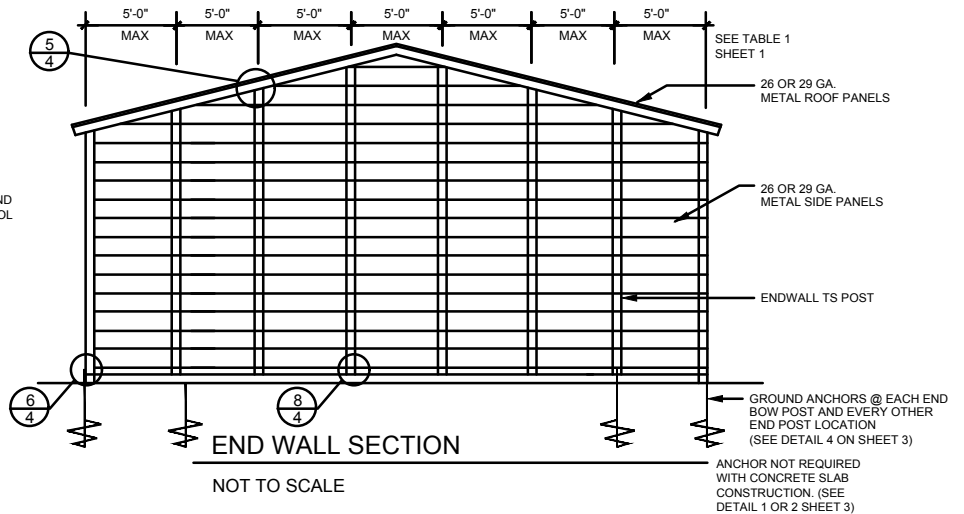 5'-0" 5'-0" 5'-0" 5'-0" 5'-0" 5'-0" 5'-0"
MAX MAX MAX MAX MAX MAX MAX
SEE TABLE 1
SHEET 1
5
4
26 OR 29 GA.
METAL ROOF PANELS
26 OR 29 GA.
METAL SIDE PANELS
ENDWALL TS POST
6
4
8
4
GROUND ANCHORS @ EACH END
BOW POST AND EVERY OTHER
END POST LOCATION
(SEE DETAIL 4 ON SHEET 3)
END WALL SECTION
NOT TO SCALE
ANCHOR NOT REQUIRED
WITH CONCRETE SLAB
CONSTRUCTION. (SEE
DETAIL 1 OR 2 SHEET 3)